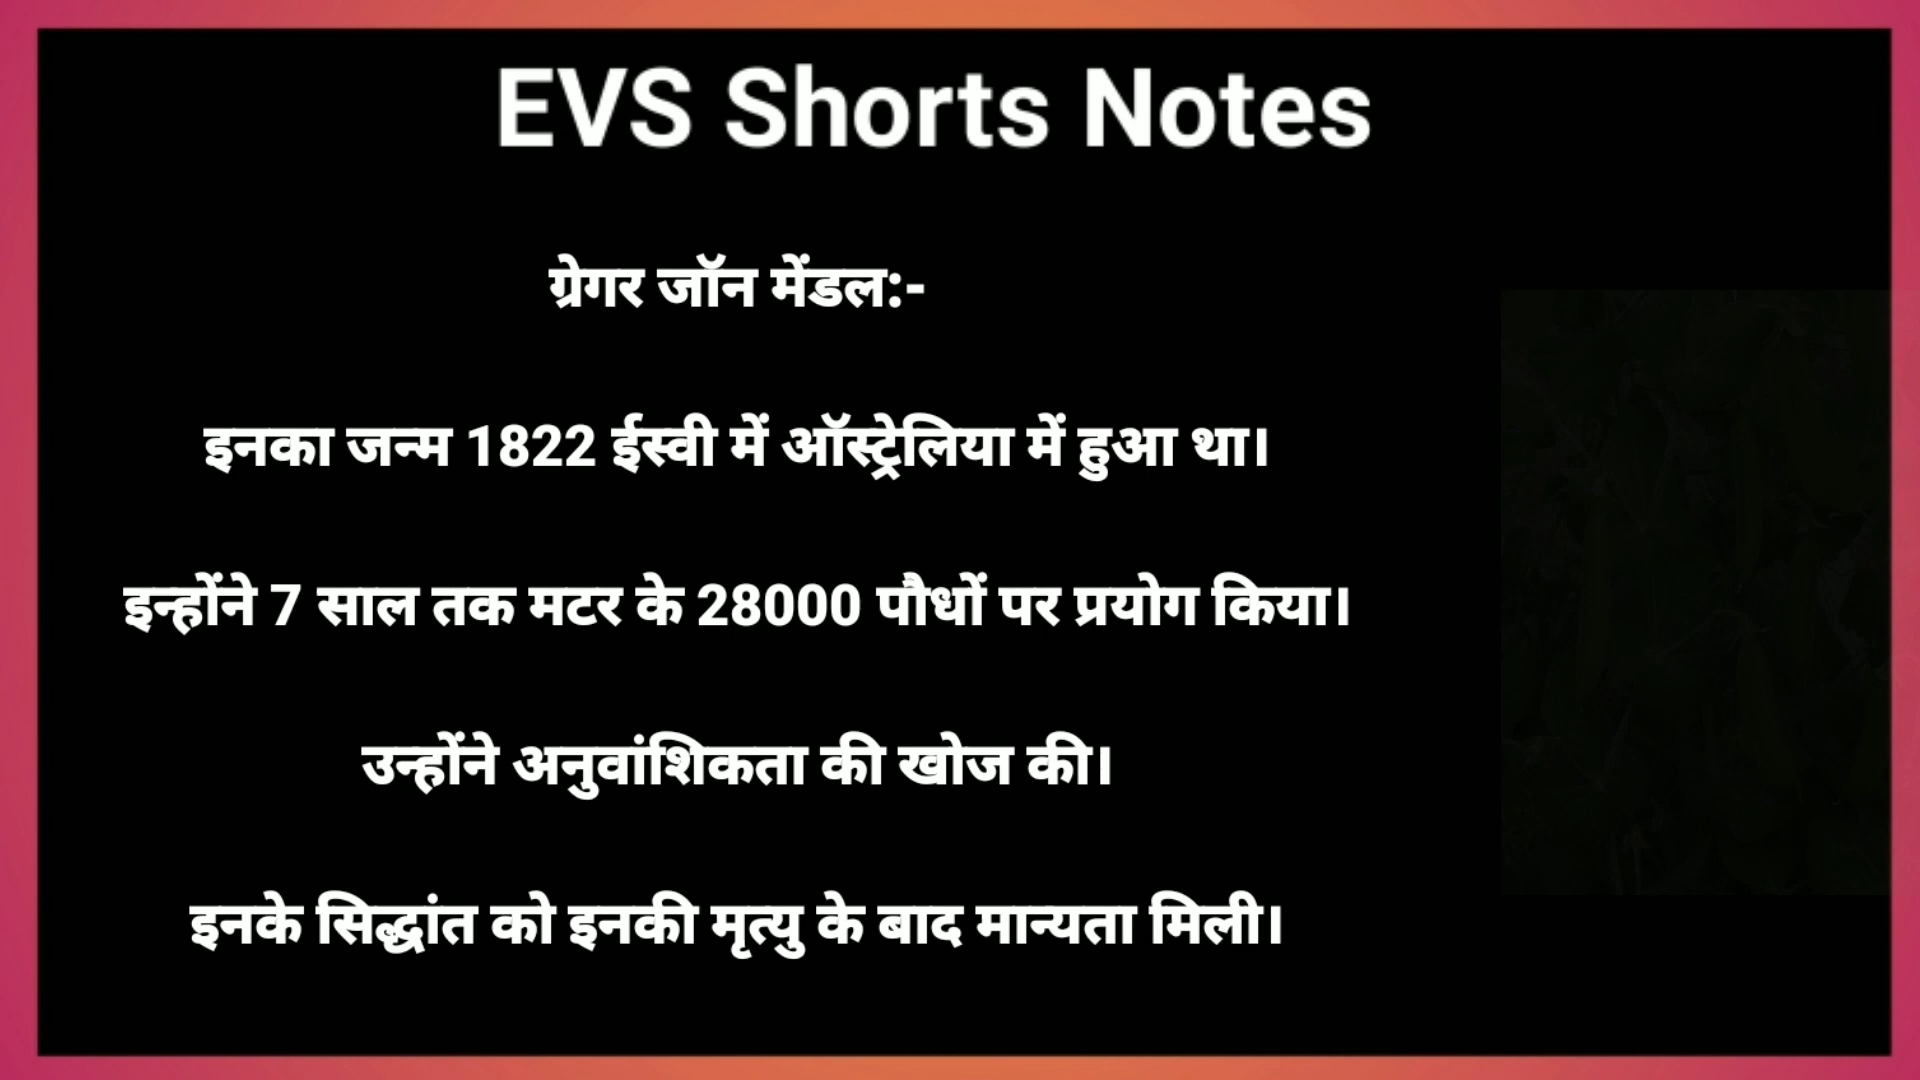 EVS Shorts Notes
ग्रेगर जॉन मेंडल:-
इनका जन्म 1822 ईस्वी में ऑस्ट्रेलिया में हुआ था।
इन्होंने 7 साल तक मटर के 28000 पौधों पर प्रयोग किया।
उन्होंने अनुवांशिकता की खोज की।
इनके सिद्धांत को इनकी मृत्यु के बाद मान्यता मिली।